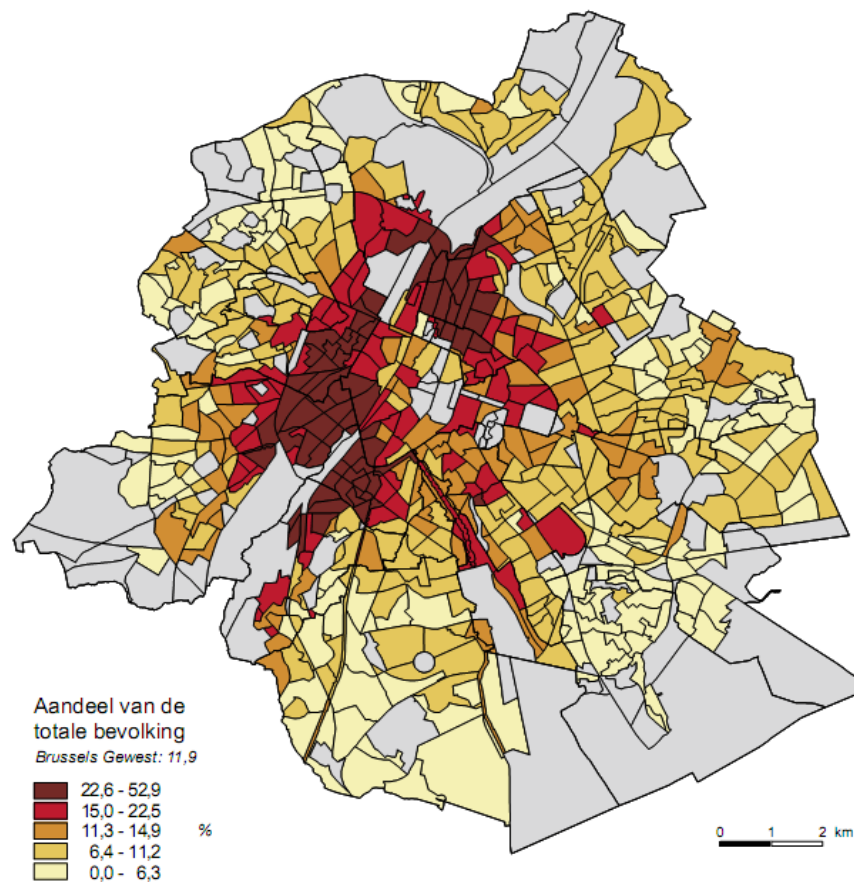 Aandeel van de
totale bevolking
Brussels Gewest: 11,9
22,6 - 52,9
15,0 - 22,5
11,3 - 14,9 %
6,4 - 11,2
0,0 - 6,3
0 1 2 km